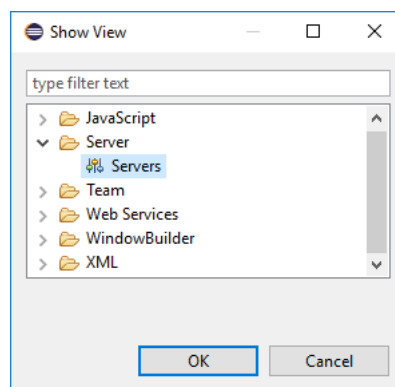 Show View
type filter text
JavaScript
Server
Servers
Team
Web Services
WindowBuilder
XML
OK Cancel